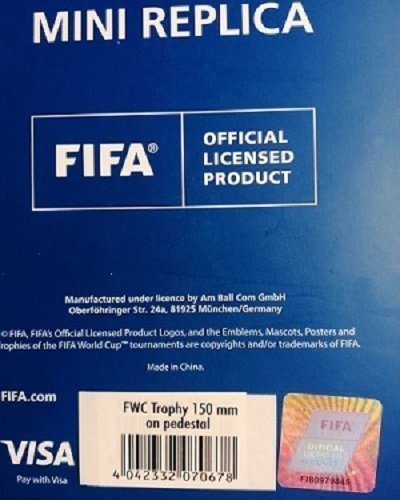 MINI REPLICA
FIFA®
OFFICIAL
LICENSED
PRODUCT
Manufactured under licence by Am Ball Com GmbH
Oberföhringer Str. 24a, 81925 München/Germany
© FIFA, FIFA's Official Licensed Product Logos, and the Emblems, Mascots, Posters and
rophies of the FIFA World Cup™ tournaments are copyrights and/or trademarks of FIFA.
Made in China.
FIFA.com
FWC Trophy 150 mm
on pedestal
4 042332 070678
VISA
Pay with Visa
FIFA
OFFICIAL